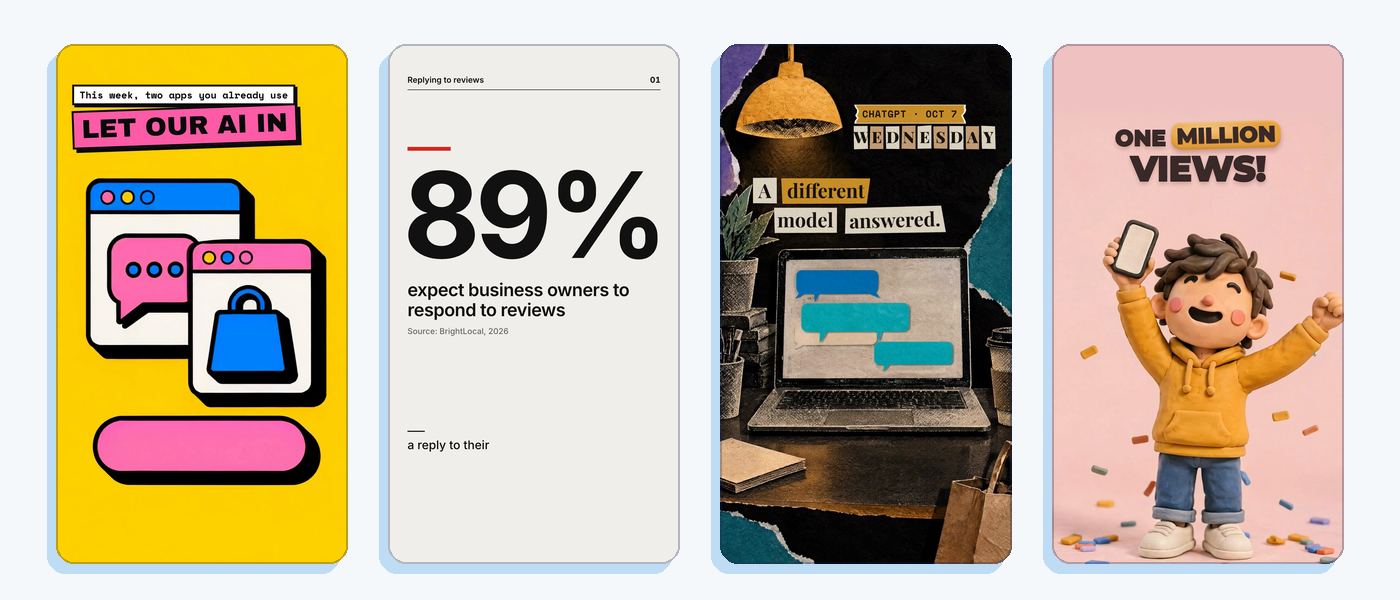 This week, two apps you already use
LET OUR AI IN
Replying to reviews
01
89%
expect business owners to
respond to reviews
Source: BrightLocal, 2026
a reply to their
CHATGPT · OCT 7
WEDNESDAY
A different
model answered.
ONE MILLION
VIEWS!